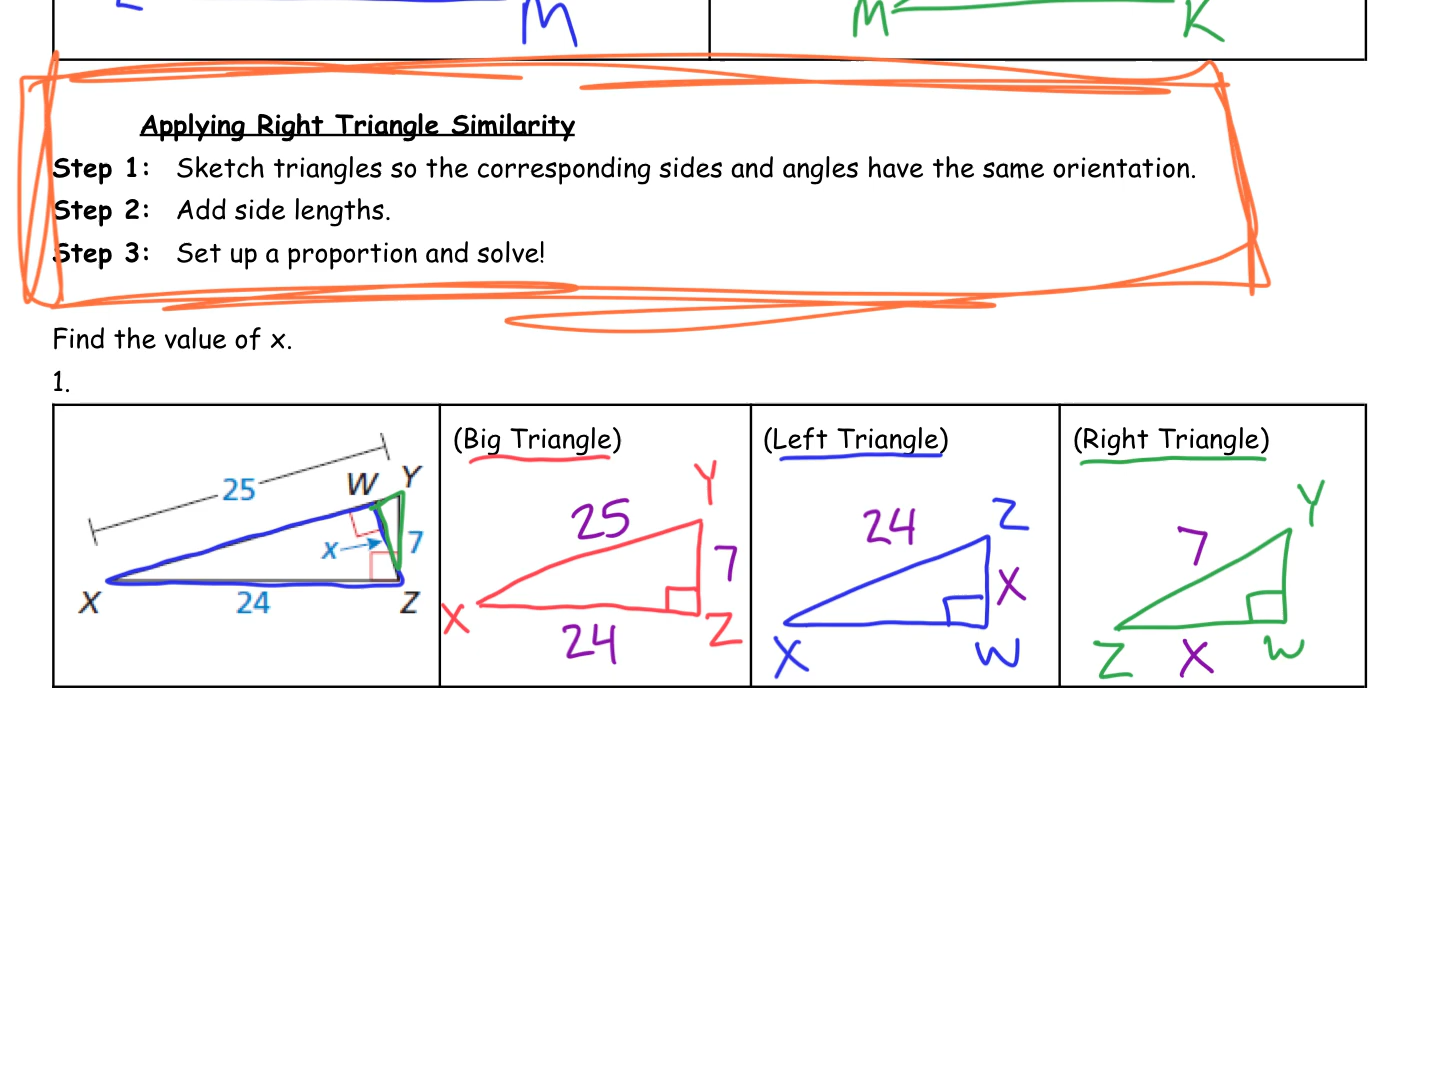 M
M
K
Applying Right Triangle Similarity
Step 1: Sketch triangles so the corresponding sides and angles have the same orientation.
Step 2: Add side lengths.
Step 3: Set up a proportion and solve!
Find the value of x.
1.
25
W
Y
x
7
X
24
Z
(Big Triangle)
Y
25
7
X
24
Z
(Left Triangle)
Z
24
X
X
W
(Right Triangle)
Y
7
Z
X
W